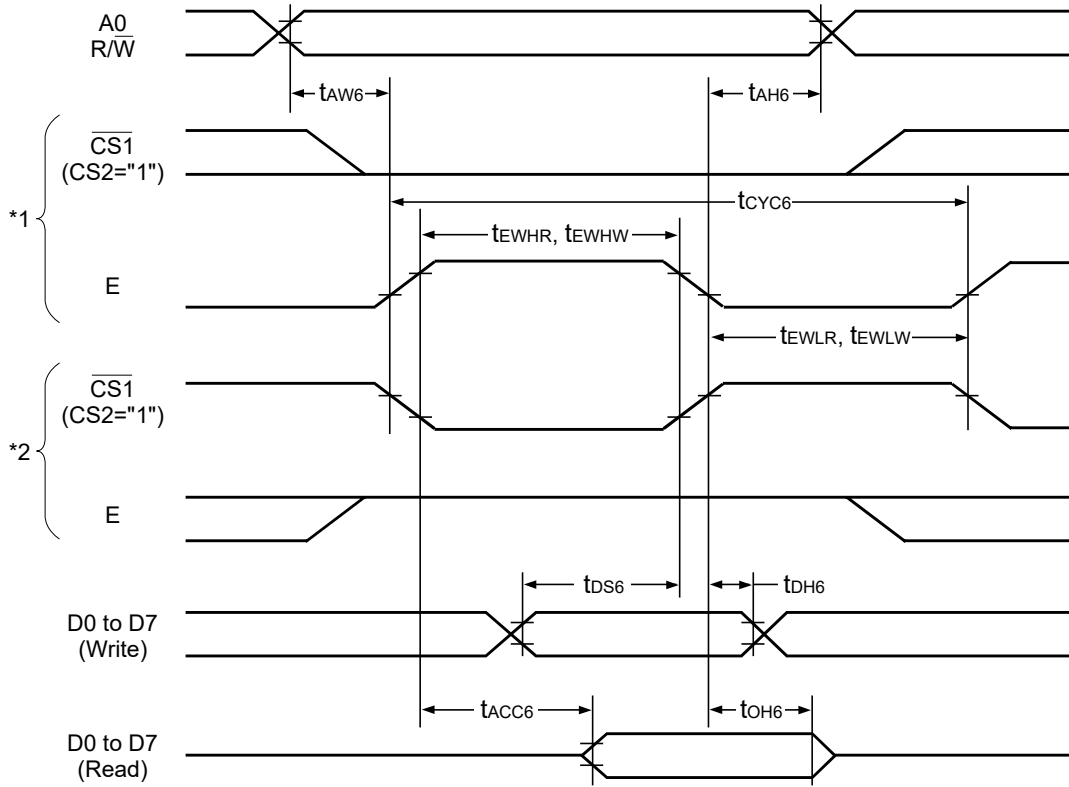 A0
R/W
tAW6
tAH6
CS1
(CS2="1")
*1
tCYC6
tEWHR, tEWHW
E
tEWLR, tEWLW
CS1
(CS2="1")
*2
E
tDS6
tDH6
D0 to D7
(Write)
tACC6
tOH6
D0 to D7
(Read)